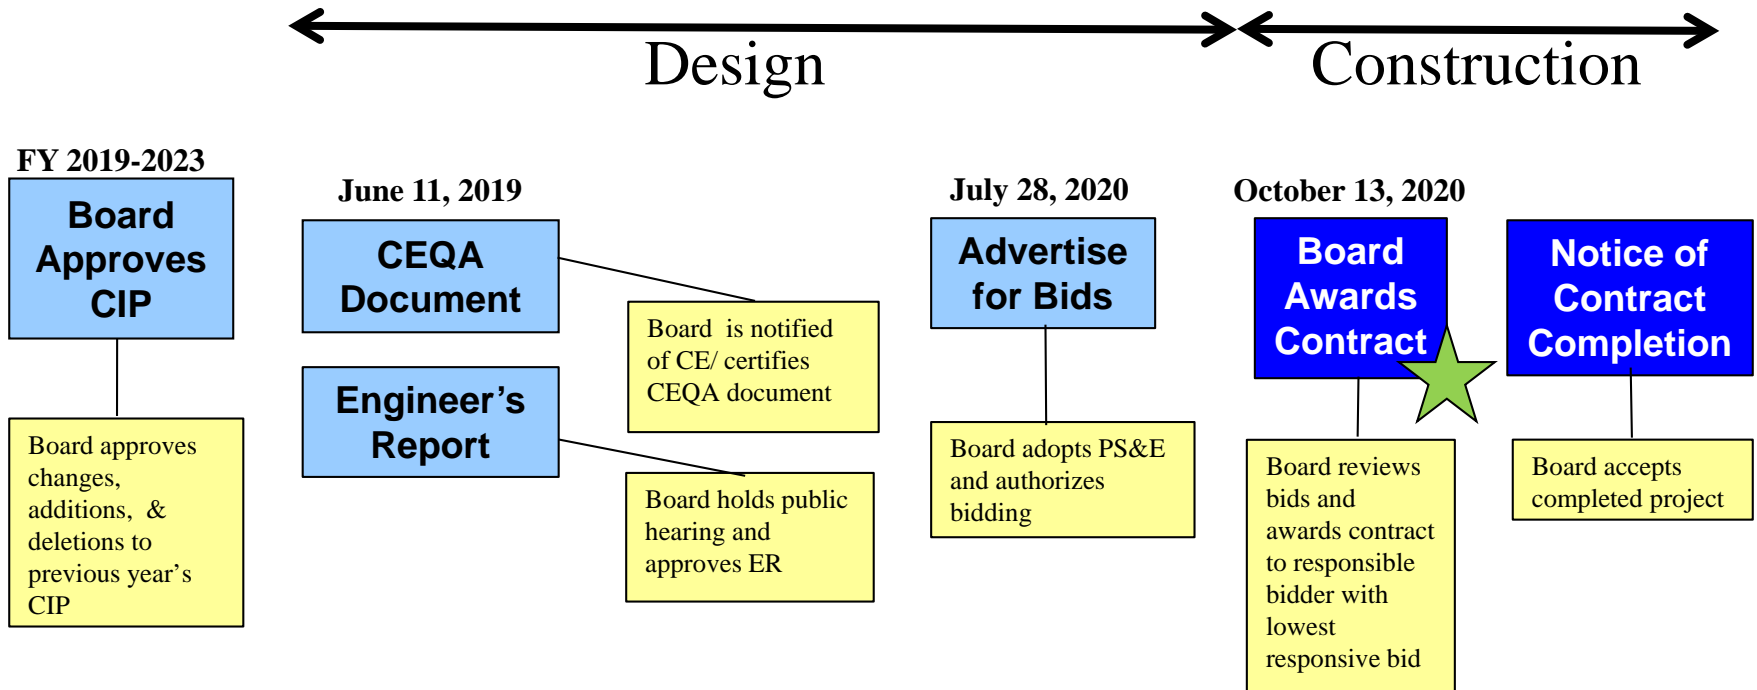 Design
Construction
FY 2019-2023
Board
Approves
CIP
Board approves
changes,
additions, &
deletions to
previous year's
CIP
June 11, 2019
CEQA
Document
Board is notified
of CE/ certifies
CEQA document
Engineer's
Report
Board holds public
hearing and
approves ER
July 28, 2020
Advertise
for Bids
Board adopts PS&E
and authorizes
bidding
October 13, 2020
Board
Awards
Contract
Board reviews
bids and
awards contract
to responsible
bidder with
lowest
responsive bid
Notice of
Contract
Completion
Board accepts
completed project